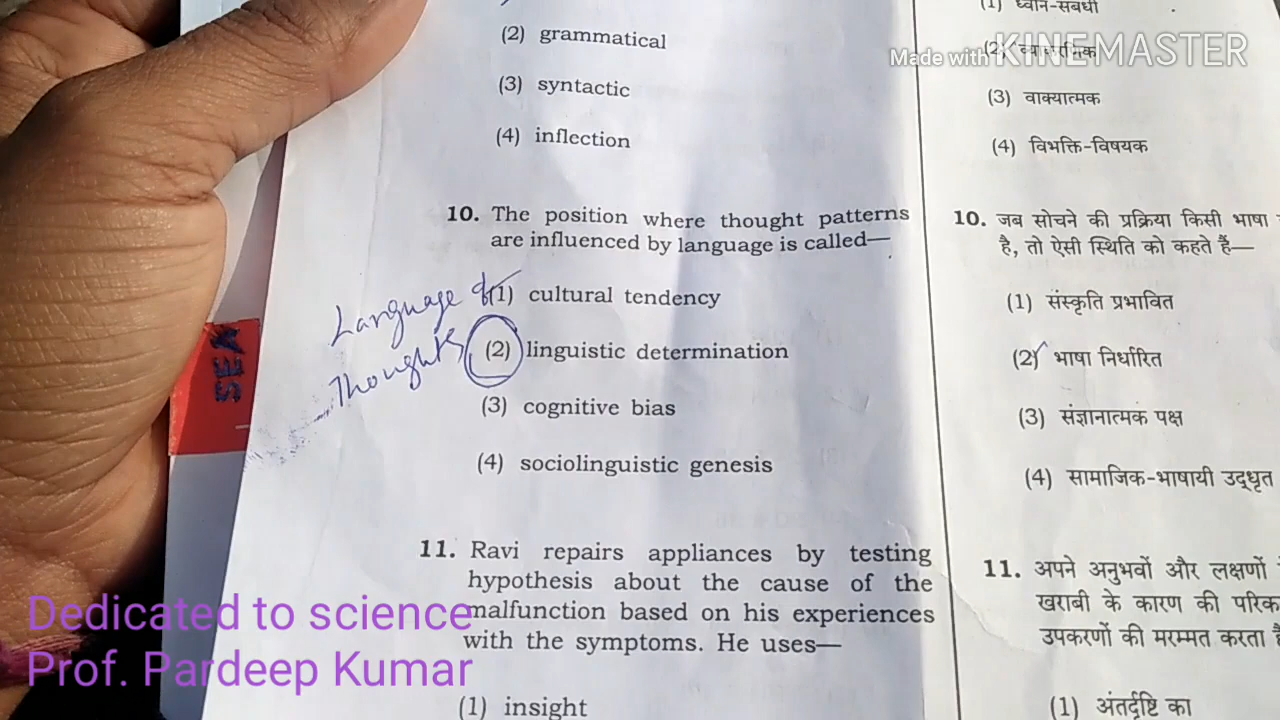 (2) grammatical
(3) syntactic
(4) inflection
10. The position where thought patterns
are influenced by language is called—
Language &
Thoughts
(1) cultural tendency
(2) linguistic determination
(3) cognitive bias
(4) sociolinguistic genesis
11. Ravi repairs appliances by testing
hypothesis about the cause of the
malfunction based on his experiences
with the symptoms. He uses—
(1) insight
(1) ध्वनि-संबंधी
(2)
(3) वाक्यात्मक
(4) विभक्ति-विषयक
10. जब सोचने की प्रक्रिया किसी भाषा
है, तो ऐसी स्थिति को कहते हैं—
(1) संस्कृति प्रभावित
(2) भाषा निर्धारित
(3) संज्ञानात्मक पक्ष
(4) सामाजिक-भाषायी उद्धृत
11. अपने अनुभवों और लक्षणों
खराबी के कारण की
उपकरणों की मरम्मत करता
(1) अंतर्दृष्टि का
Made with KINEMASTER
Dedicated to science
Prof. Pardeep Kumar